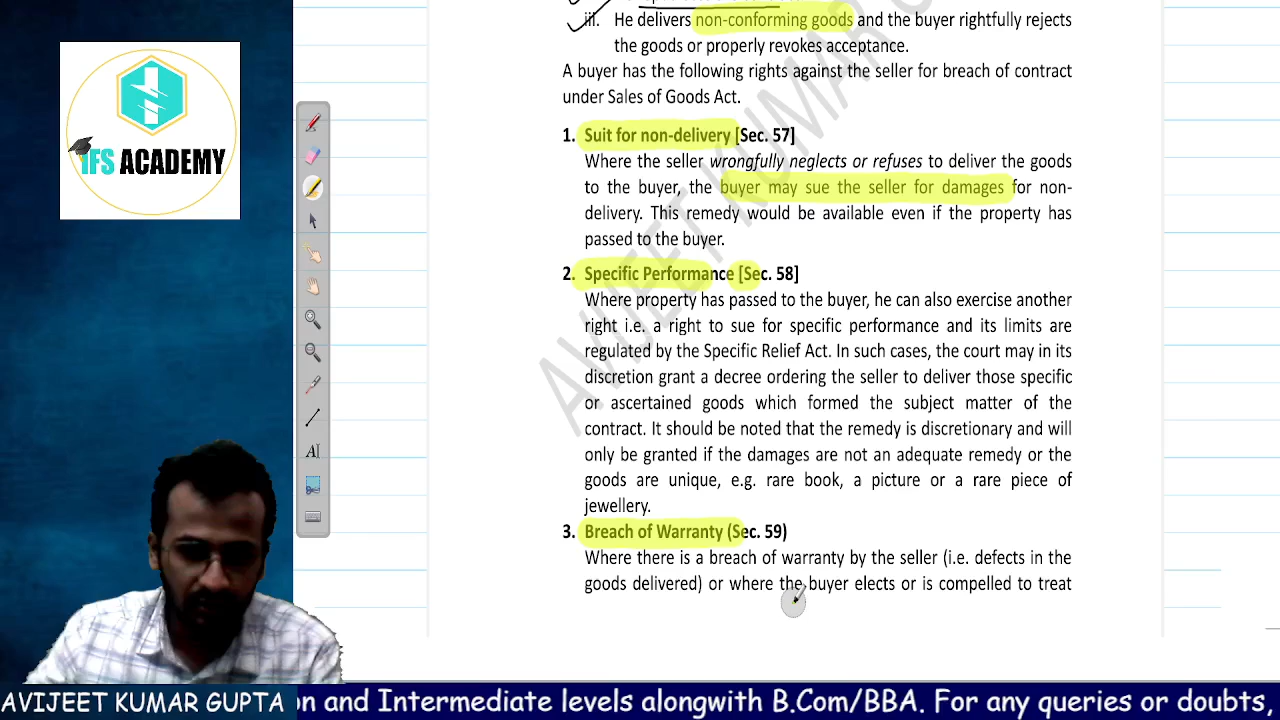 iii. He delivers non-conforming goods and the buyer rightfully rejects
the goods or properly revokes acceptance.
A buyer has the following rights against the seller for breach of contract
under Sales of Goods Act.
1. Suit for non-delivery [Sec. 57]
Where the seller wrongfully neglects or refuses to deliver the goods
to the buyer, the buyer may sue the seller for damages for non-
delivery. This remedy would be available even if the property has
passed to the buyer.
2. Specific Performance [Sec. 58]
Where property has passed to the buyer, he can also exercise another
right i.e. a right to sue for specific performance and its limits are
regulated by the Specific Relief Act. In such cases, the court may in its
discretion grant a decree ordering the seller to deliver those specific
or ascertained goods which formed the subject matter of the
contract. It should be noted that the remedy is discretionary and will
only be granted if the damages are not an adequate remedy or the
goods are unique, e.g. rare book, a picture or a rare piece of
jewellery.
3. Breach of Warranty (Sec. 59)
Where there is a breach of warranty by the seller (i.e. defects in the
goods delivered) or where the buyer elects or is compelled to treat
AVIJEET KUMAR
IFS ACADEMY
A
AVIJEET KUMAR GUPTA
on and Intermediate levels alongwith B.Com/BBA. For any queries or doubts,